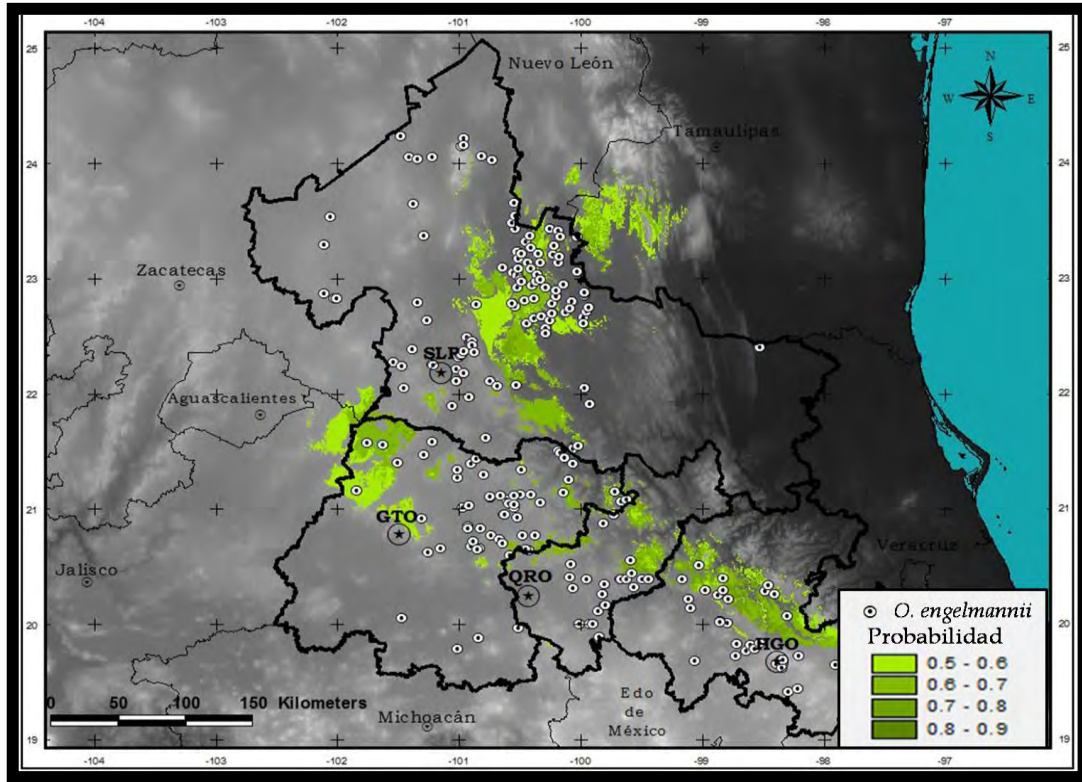 -104 -103 -102 -101 -100 -99 -98 -97
25 25
Nuevo León
N
W E
S
Tamaulipas
24 24
23 23
Zacatecas
SLP
22 22
Aguascalientes
21 21
GTO
Veracruz
Jalisco
QRO
20 20
HGO
Edo
de
México
Michoacán
0 50 100 150 Kilometers
19 19
O. engelmannii
Probabilidad
0.5 - 0.6
0.6 - 0.7
0.7 - 0.8
0.8 - 0.9
-104 -103 -102 -101 -100 -99 -98 -97